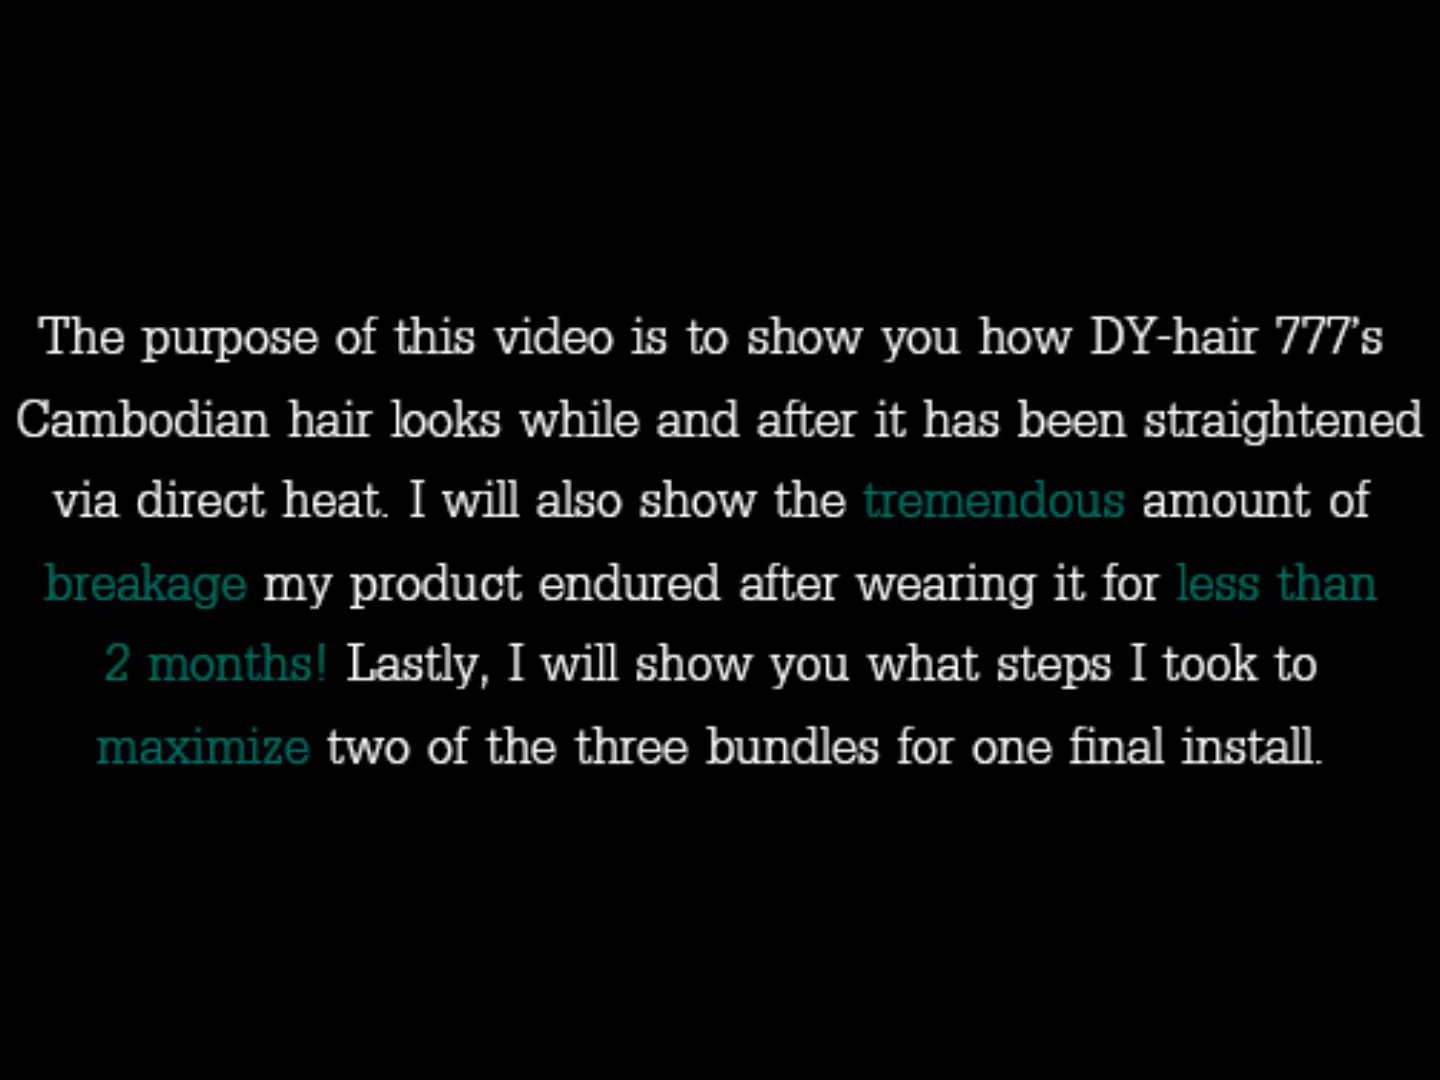 The purpose of this video is to show you how DY-hair 777's
Cambodian hair looks while and after it has been straightened
via direct heat. I will also show the tremendous amount of
breakage my product endured after wearing it for less than
2 months! Lastly, I will show you what steps I took to
maximize two of the three bundles for one final install.